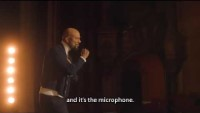 and it's the microphone.